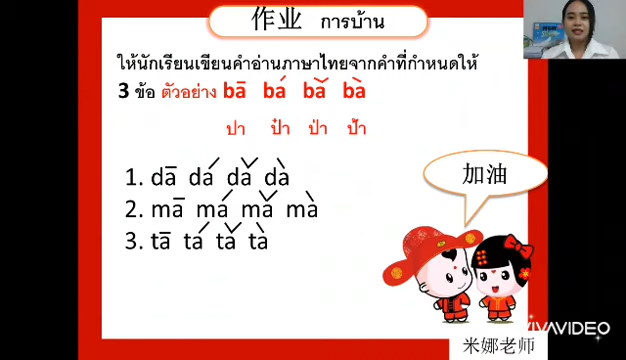 作业 การบ้าน
ให้นักเรียนเขียนคำอ่านภาษาไทยจากคำที่กำหนดให้
3 ข้อ ตัวอย่าง bā bá bǎ bà
ปา ป๋า ป่า ป้า
1. dā dá dǎ dà
2. mā má mǎ mà
3. tā tá tǎ tà
加油
VIVAVIDEO
米娜老师